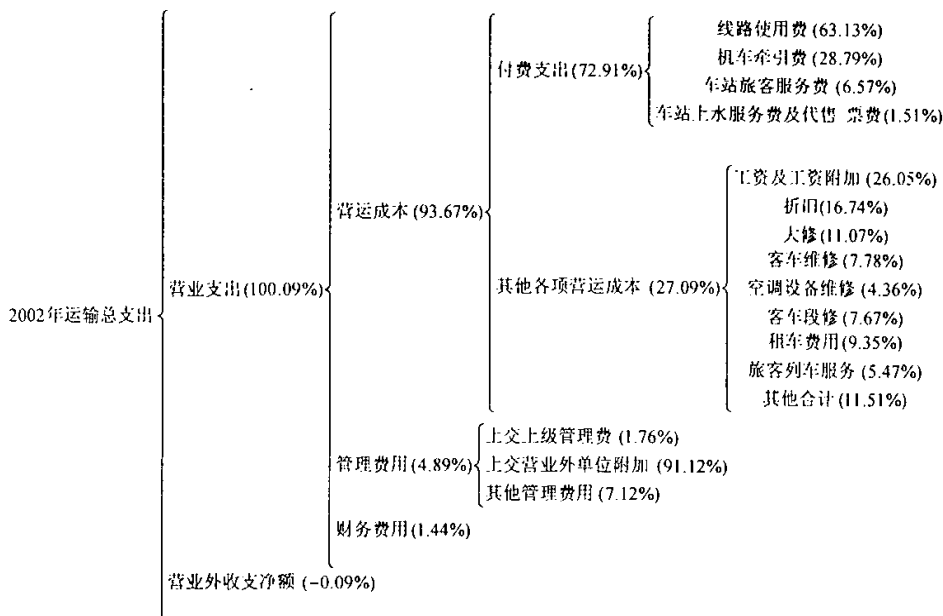 线路使用费 (63.13%)
机车牵引费 (28.79%)
付费支出 (72.91%)
车站旅客服务费 (6.57%)
车站上水服务费及代售 票费(1.51%)
工资及工资附加 (26.05%)
折旧(16.74%)
营运成本 (93.67%)
大修(11.07%)
客车维修 (7.78%)
营业支出(100.09%)
其他各项营运成本 (27.09%)
空调设备维修 (4.36%)
2002年运输总支出
客车段修 (7.67%)
租车费用(9.35%)
旅客列车服务 (5.47%)
其他合计 (11.51%)
上交上级管理费 (1.76%)
管理费用 (4.89%)
上交营业外单位附加 (91.12%)
其他管理费用 (7.12%)
财务费用 (1.44%)
营业外收支净额 (-0.09%)